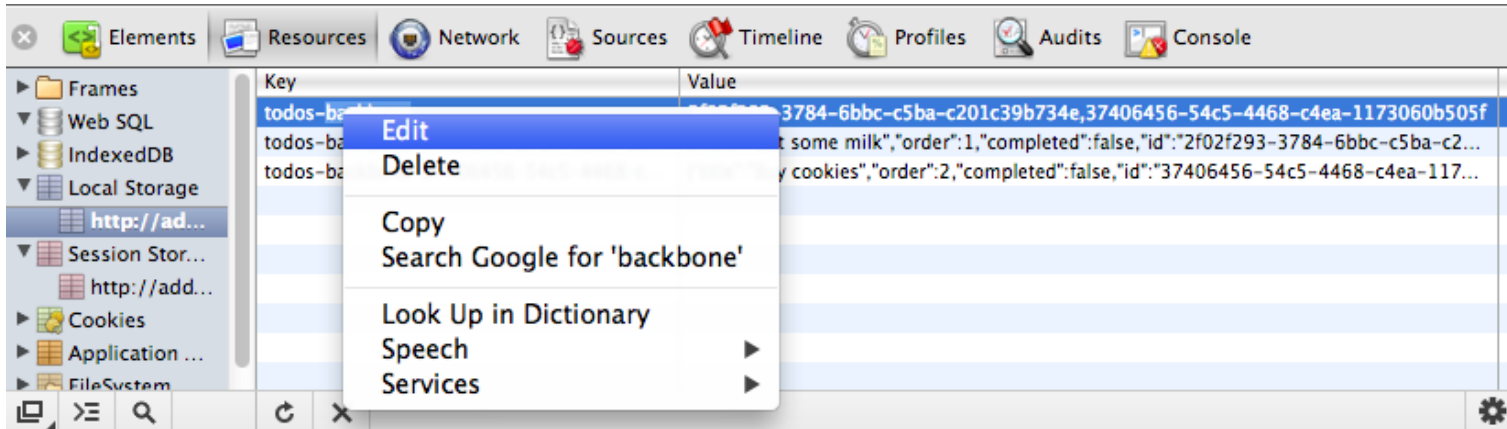 Elements Resources Network Sources Timeline Profiles Audits Console
Frames
Web SQL
IndexedDB
Local Storage
http://ad...
Session Stor...
http://add...
Cookies
Application ...
FileSystem
Key Value
todos- -3784-6bbc-c5ba-c201c39b734e,37406456-54c5-4468-c4ea-1173060b505f
todos-ba t some milk","order":1,"completed":false,"id":"2f02f293-3784-6bbc-c5ba-c2...
todos-ba y cookies","order":2,"completed":false,"id":"37406456-54c5-4468-c4ea-117...
Edit
Delete
Copy
Search Google for 'backbone'
Look Up in Dictionary
Speech
Services